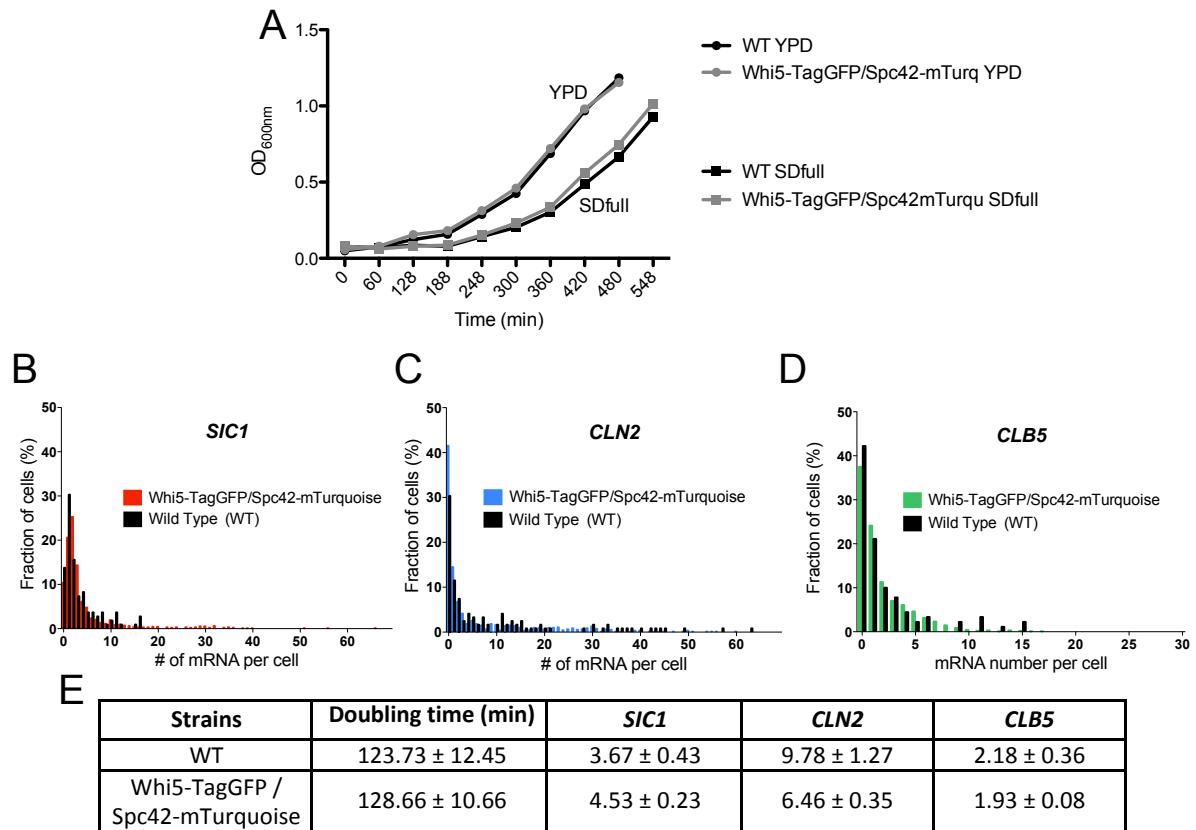 A
1.5
1.0
0.5
0.0
OD600nm
YPD
SDfull
0 60 128 188 248 300 360 420 480 548
Time (min)
WT YPD
Whi5-TagGFP/Spc42-mTurq YPD
WT SDfull
Whi5-TagGFP/Spc42mTurqu SDfull
B
SIC1
50
40
30
20
10
0
Fraction of cells (%)
Whi5-TagGFP/Spc42-mTurquoise
Wild Type (WT)
0 20 40 60
# of mRNA per cell
C
CLN2
50
40
30
20
10
0
Fraction of cells (%)
Whi5-TagGFP/Spc42-mTurquoise
Wild Type (WT)
0 10 20 30 40 50 60
# of mRNA per cell
D
CLB5
50
40
30
20
10
0
Fraction of cells (%)
Whi5-TagGFP/Spc42-mTurquoise
Wild Type (WT)
0 5 10 15 20 25 30
mRNA number per cell
E
Strains Doubling time (min) SIC1 CLN2 CLB5
WT 123.73 ± 12.45 3.67 ± 0.43 9.78 ± 1.27 2.18 ± 0.36
Whi5-TagGFP /
Spc42-mTurquoise 128.66 ± 10.66 4.53 ± 0.23 6.46 ± 0.35 1.93 ± 0.08